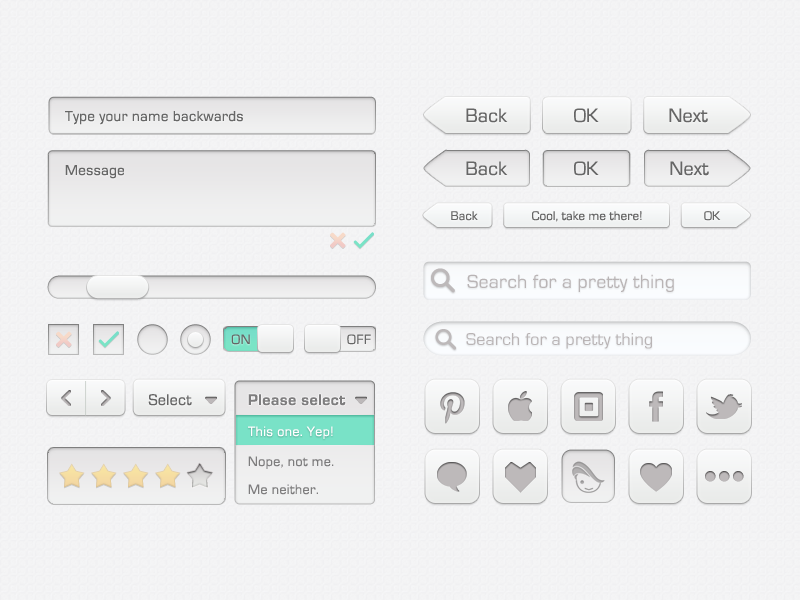 Type your name backwards
Message
ON
OFF
Select
Please select
This one. Yep!
Nope, not me.
Me neither.
Back
OK
Next
Back
OK
Next
Back
Cool, take me there!
OK
Search for a pretty thing
Search for a pretty thing